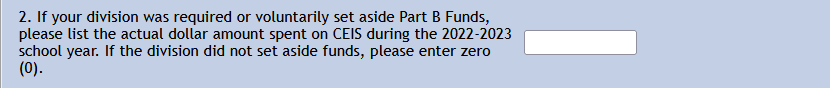 2. If your division was required or voluntarily set aside Part B Funds,
please list the actual dollar amount spent on CEIS during the 2022-2023
school year. If the division did not set aside funds, please enter zero
(0).